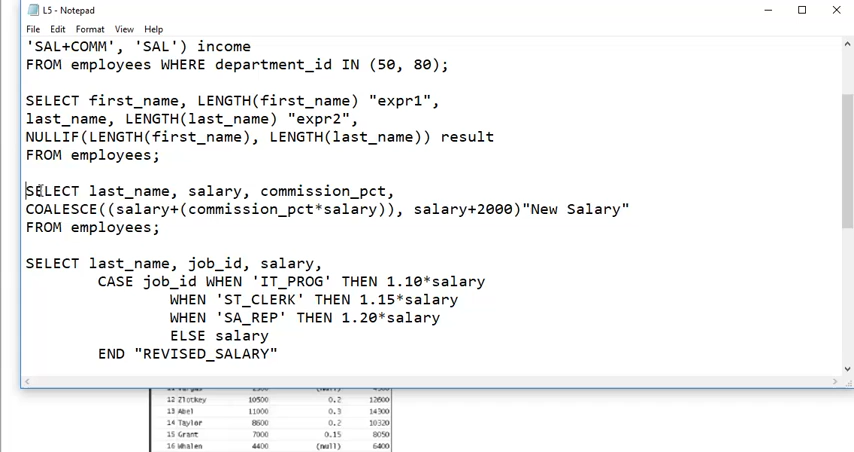 L5 - Notepad
File Edit Format View Help
'SAL+COMM', 'SAL') income
FROM employees WHERE department_id IN (50, 80);
SELECT first_name, LENGTH(first_name) "expr1",
last_name, LENGTH(last_name) "expr2",
NULLIF(LENGTH(first_name), LENGTH(last_name)) result
FROM employees;
SELECT last_name, salary, commission_pct,
COALESCE((salary+(commission_pct*salary)), salary+2000)"New Salary"
FROM employees;
SELECT last_name, job_id, salary,
CASE job_id WHEN 'IT_PROG' THEN 1.10*salary
WHEN 'ST_CLERK' THEN 1.15*salary
WHEN 'SA_REP' THEN 1.20*salary
ELSE salary
END "REVISED_SALARY"
12 Zlotkey 10500 0.2 12600
13 Abel 11000 0.3 14300
14 Taylor 8600 0.2 10320
15 Grant 7000 0.15 8050
16 Whalen 4400 (null) 6400